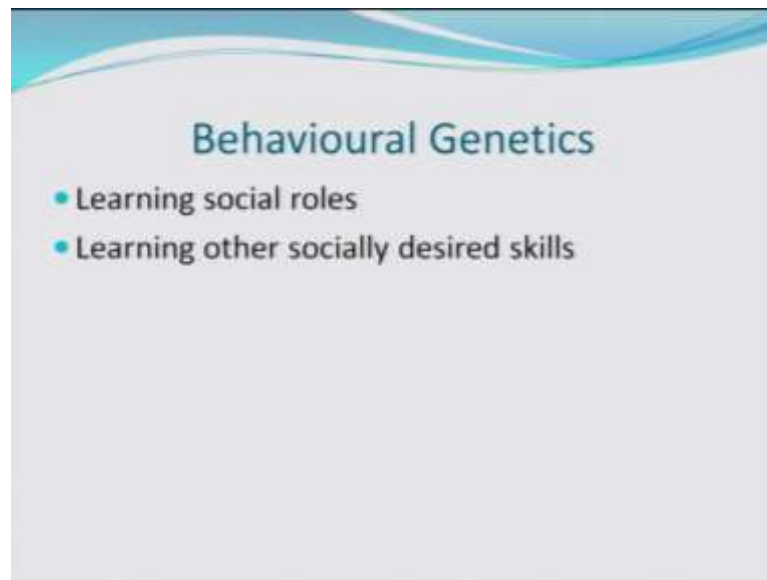 Behavioural Genetics
Learning social roles
Learning other socially desired skills